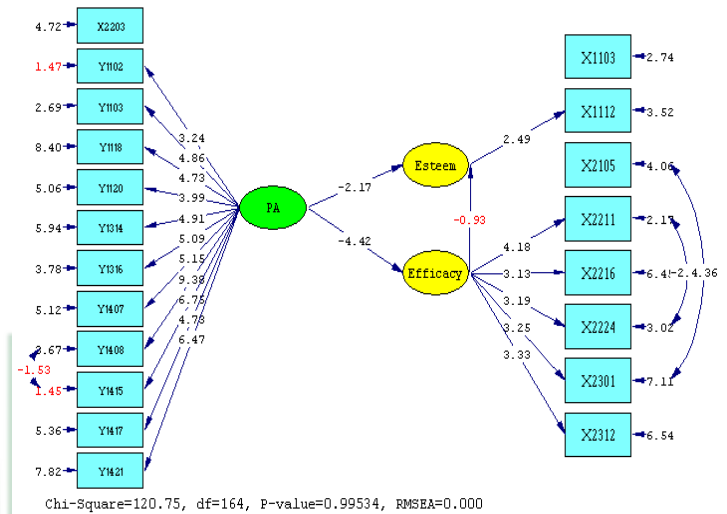 4.72 X2203
1.47 Y1102
2.69 Y1103
8.40 Y1118
5.06 Y1120
5.94 Y1314
3.78 Y1316
5.12 Y1407
3.67 Y1408
-1.53
1.45 Y1415
5.36 Y1417
7.82 Y1421
3.24
4.86
4.73
3.99
4.91
5.09
5.15
9.38
6.75
4.73
6.47
PA
-2.17
-4.42
Esteem
-0.93
Efficacy
2.49
4.18
3.13
3.19
3.25
3.33
X1103 2.74
X1112 3.52
X2105 4.06
X2211 2.17
X2216
4.36
X2224 3.02
X2301 7.11
X2312 6.54
Chi-Square=120.75, df=164, P-value=0.99534, RMSEA=0.000